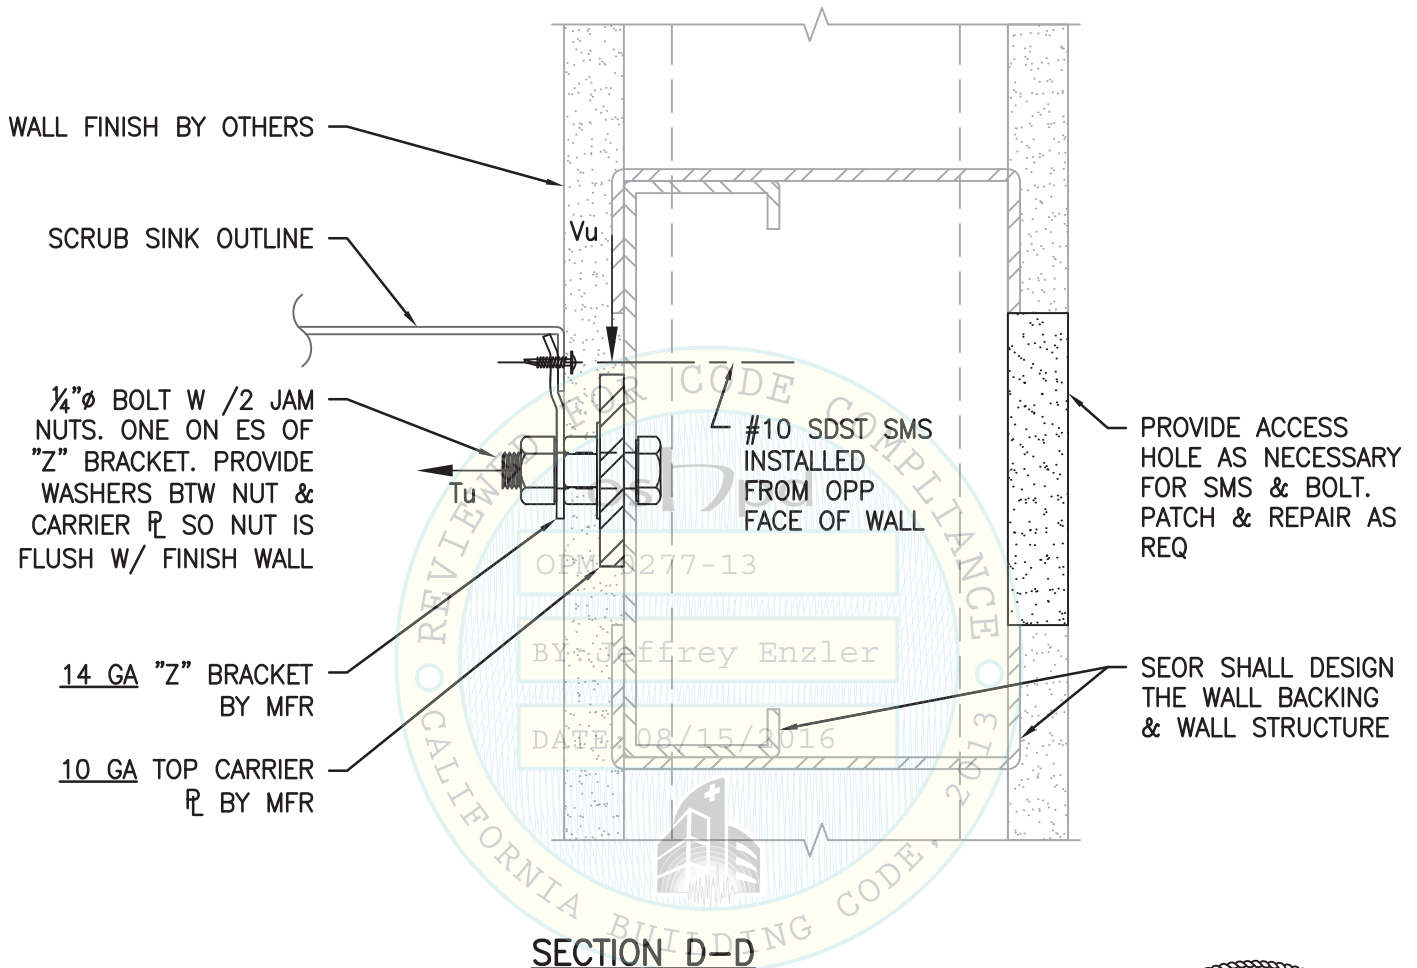 WALL FINISH BY OTHERS
SCRUB SINK OUTLINE
¼"ø BOLT W /2 JAM
NUTS. ONE ON ES OF
"Z" BRACKET. PROVIDE
WASHERS BTW NUT &
CARRIER ⅊ SO NUT IS
FLUSH W/ FINISH WALL
14 GA "Z" BRACKET
BY MFR
10 GA TOP CARRIER
⅊ BY MFR
Vu
Tu
#10 SDST SMS
INSTALLED
FROM OPP
FACE OF WALL
PROVIDE ACCESS
HOLE AS NECESSARY
FOR SMS & BOLT.
PATCH & REPAIR AS
REQ
SEOR SHALL DESIGN
THE WALL BACKING
& WALL STRUCTURE
REVIEWED FOR CODE COMPLIANCE
oshpd
OPM-0277-13
BY: Jeffrey Enzler
DATE: 08/15/2016
CALIFORNIA BUILDING CODE, 2013
SECTION D-D